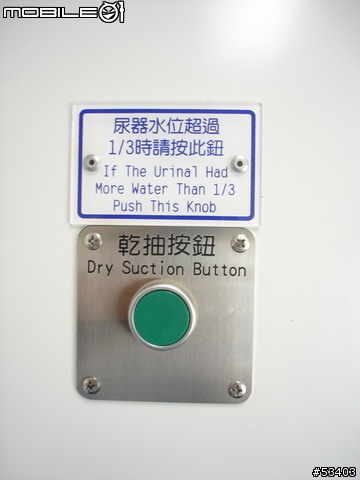 MOBILE01
尿器水位超過
1/3時請按此鈕
If The Urinal Had
More Water Than 1/3
Push This Knob
乾抽按鈕
Dry Suction Button
#53403